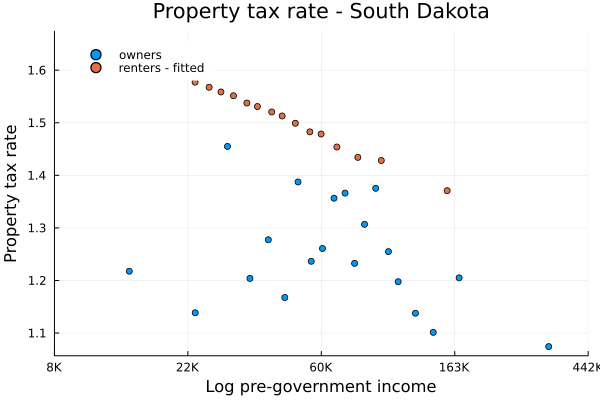 Property tax rate - South Dakota
owners
renters - fitted
Property tax rate
1.6
1.5
1.4
1.3
1.2
1.1
8K 22K 60K 163K 442K
Log pre-government income